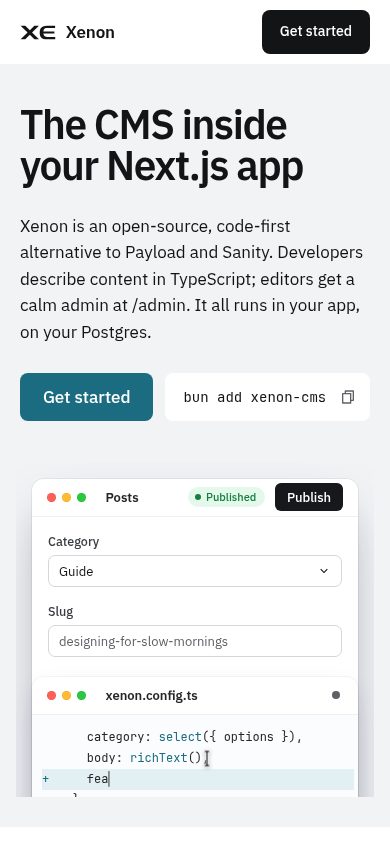 XE Xenon
Get started
The CMS inside
your Next.js app
Xenon is an open-source, code-first
alternative to Payload and Sanity. Developers
describe content in TypeScript; editors get a
calm admin at /admin. It all runs in your app,
on your Postgres.
Get started
bun add xenon-cms
Posts
Published
Publish
Category
Guide
Slug
designing-for-slow-mornings
xenon.config.ts
category: select({ options }),
body: richText(),
+ fea
}